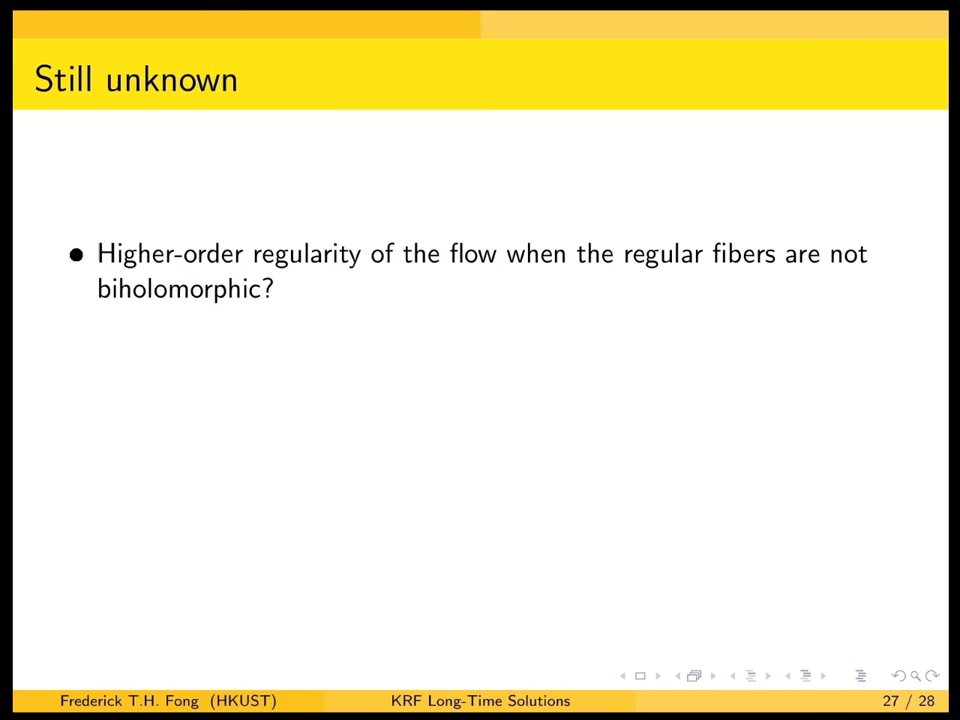 Still unknown
Higher-order regularity of the flow when the regular fibers are not
biholomorphic?
Frederick T.H. Fong (HKUST)
KRF Long-Time Solutions
27 / 28